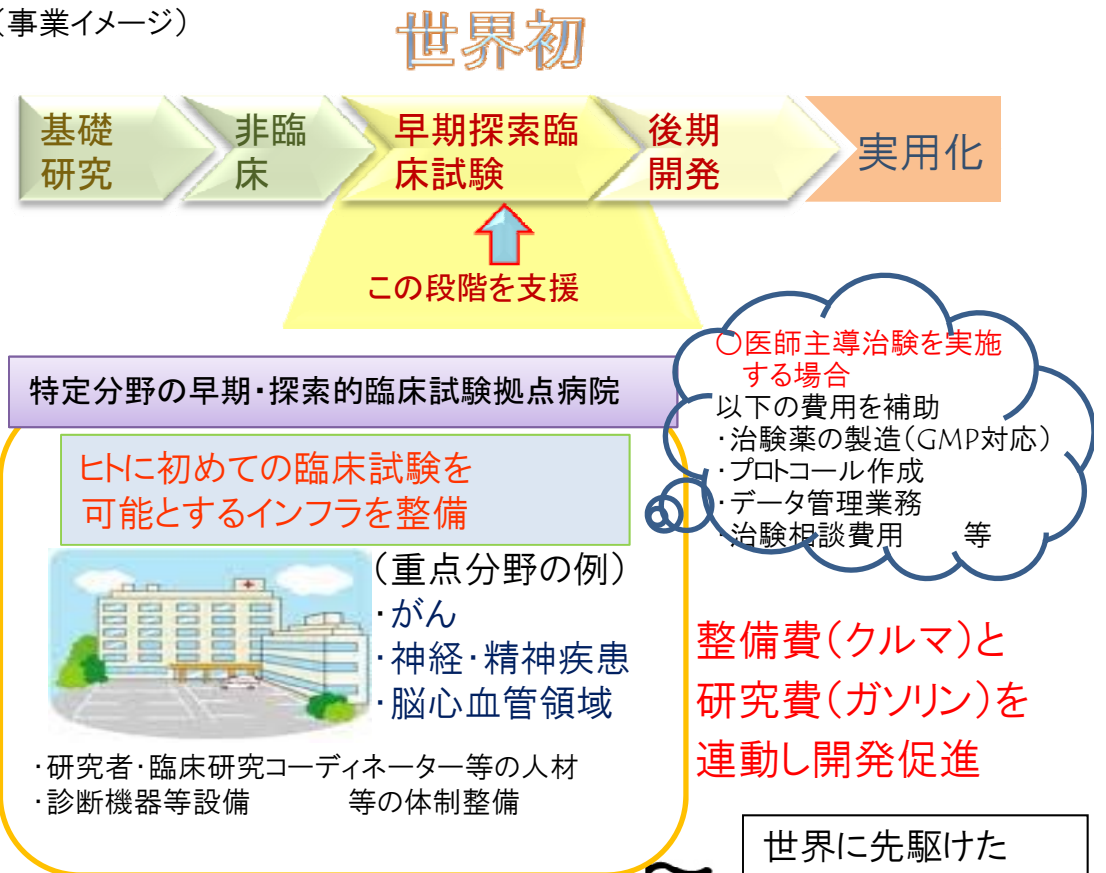 （事業イメージ）
世界初
基礎
研究
非臨
床
早期探索臨
床試験
後期
開発
実用化
この段階を支援
○医師主導治験を実施
する場合
以下の費用を補助
・治験薬の製造（GMP対応）
・プロトコール作成
・データ管理業務
・治験相談費用　　等
特定分野の早期・探索的臨床試験拠点病院
ヒトに初めての臨床試験を
可能とするインフラを整備
（重点分野の例）
・がん
・神経・精神疾患
・脳心血管領域
・研究者・臨床研究コーディネーター等の人材
・診断機器等設備　　　　等の体制整備
整備費（クルマ）と
研究費（ガソリン）を
連動し開発促進
世界に先駆けた